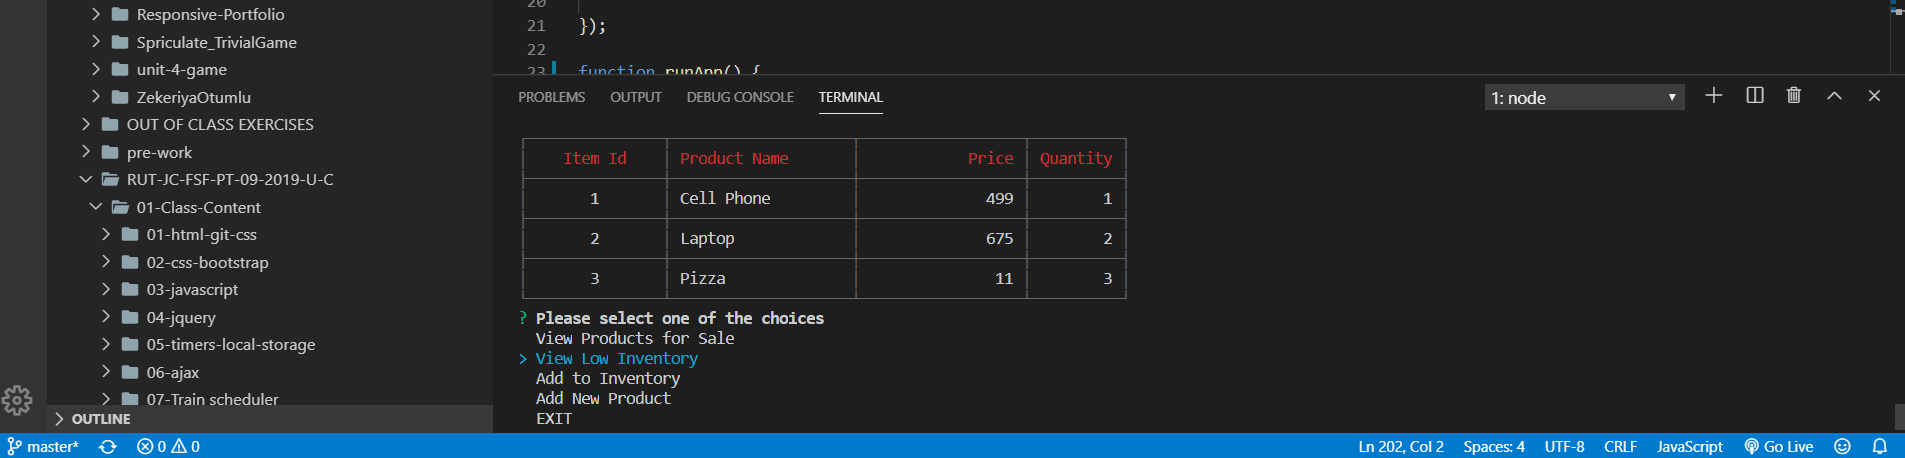 Responsive-Portfolio
Spriculate_TrivialGame
unit-4-game
ZekeriyaOtumlu
OUT OF CLASS EXERCISES
pre-work
RUT-JC-FSF-PT-09-2019-U-C
01-Class-Content
01-html-git-css
02-css-bootstrap
03-javascript
04-jquery
05-timers-local-storage
06-ajax
07-Train scheduler
OUTLINE
20
21 });
22
23 function runApp() {
PROBLEMS OUTPUT DEBUG CONSOLE TERMINAL 1: node
Item Id Product Name Price Quantity
1 Cell Phone 499 1
2 Laptop 675 2
3 Pizza 11 3
? Please select one of the choices
View Products for Sale
> View Low Inventory
Add to Inventory
Add New Product
EXIT
master* 0 0 Ln 202, Col 2 Spaces: 4 UTF-8 CRLF JavaScript Go Live